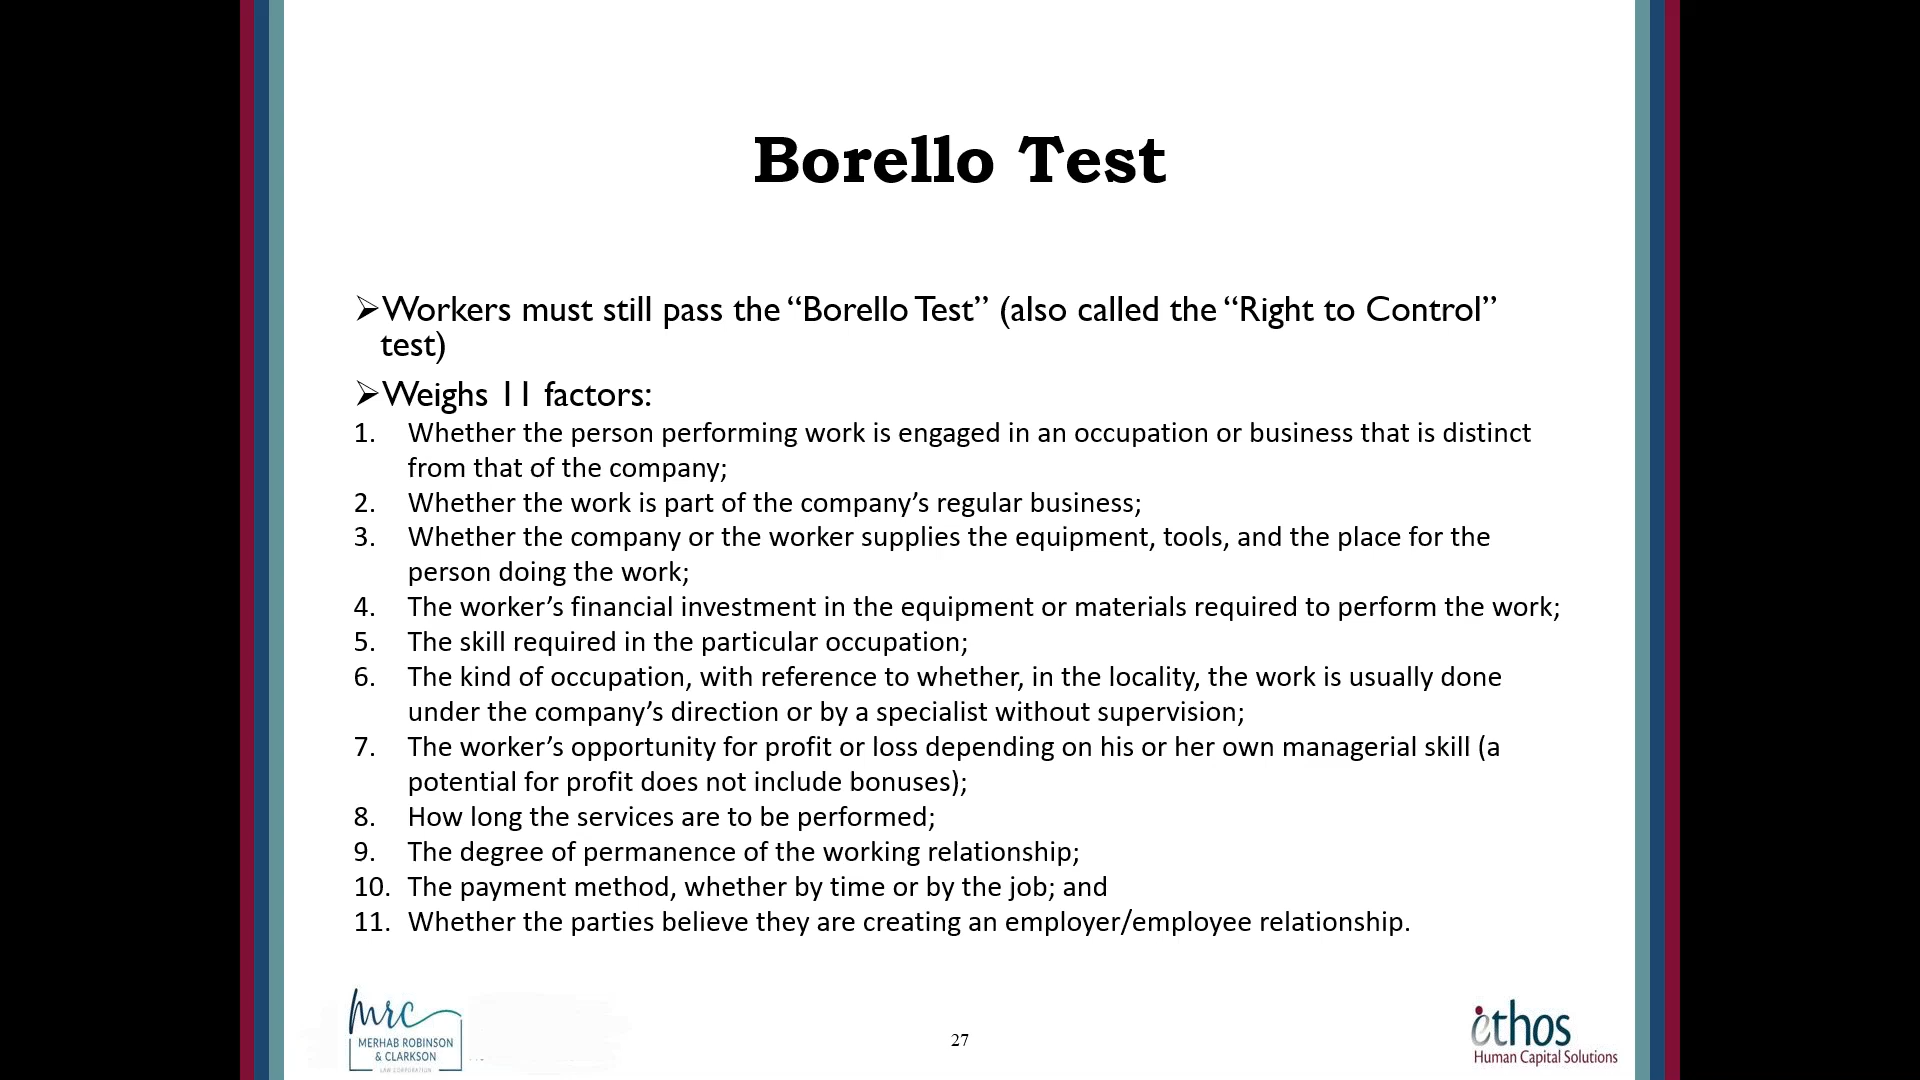 Borello Test
➢Workers must still pass the “Borello Test” (also called the “Right to Control”
test)
➢Weighs 11 factors:
1. Whether the person performing work is engaged in an occupation or business that is distinct
from that of the company;
2. Whether the work is part of the company’s regular business;
3. Whether the company or the worker supplies the equipment, tools, and the place for the
person doing the work;
4. The worker’s financial investment in the equipment or materials required to perform the work;
5. The skill required in the particular occupation;
6. The kind of occupation, with reference to whether, in the locality, the work is usually done
under the company’s direction or by a specialist without supervision;
7. The worker’s opportunity for profit or loss depending on his or her own managerial skill (a
potential for profit does not include bonuses);
8. How long the services are to be performed;
9. The degree of permanence of the working relationship;
10. The payment method, whether by time or by the job; and
11. Whether the parties believe they are creating an employer/employee relationship.
mrc
MERHAB ROBINSON
& CLARKSON
LAW CORPORATION
27
ethos
Human Capital Solutions